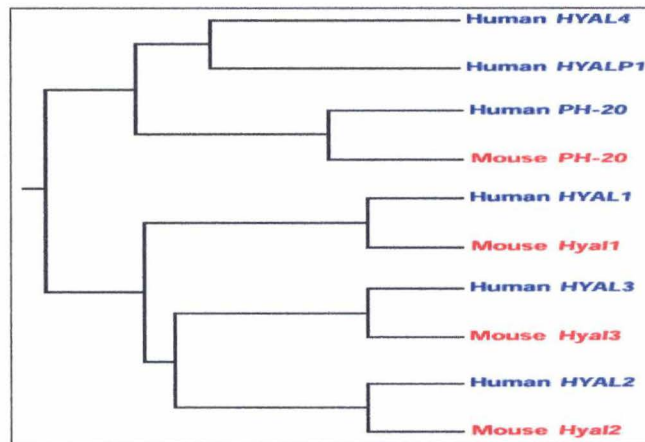 Human HYAL4
Human HYALP1
Human PH-20
Mouse PH-20
Human HYAL1
Mouse Hyal1
Human HYAL3
Mouse Hyal3
Human HYAL2
Mouse Hyal2